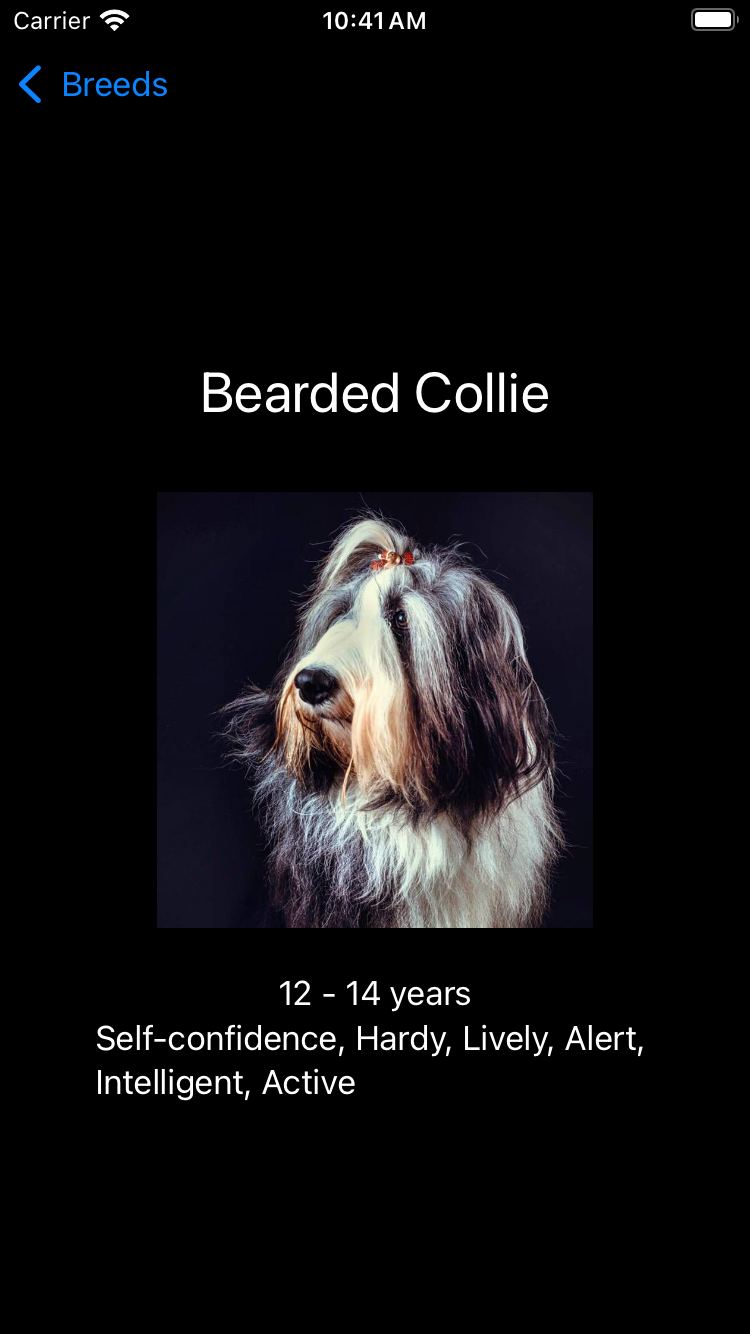 Carrier 10:41 AM
Breeds
Bearded Collie
12 - 14 years
Self-confidence, Hardy, Lively, Alert,
Intelligent, Active